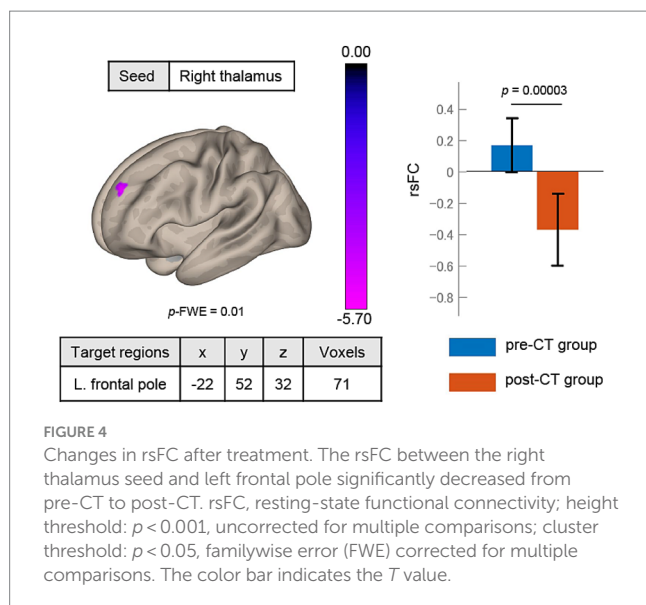 Seed Right thalamus
0.00
-5.70
p-FWE = 0.01
p = 0.00003
rsFC
0.4
0.2
0
−0.2
−0.4
−0.6
−0.8
pre-CT group
post-CT group
Target regions x y z Voxels
L. frontal pole -22 52 32 71
FIGURE 4
Changes in rsFC after treatment. The rsFC between the right
thalamus seed and left frontal pole significantly decreased from
pre-CT to post-CT. rsFC, resting-state functional connectivity; height
threshold: p < 0.001, uncorrected for multiple comparisons; cluster
threshold: p < 0.05, familywise error (FWE) corrected for multiple
comparisons. The color bar indicates the T value.